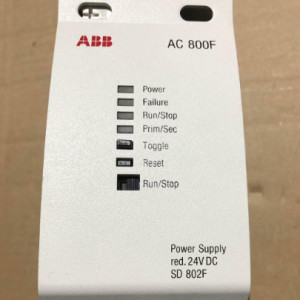 ABB AC 800F
Power
Failure
Run/Stop
Prim/Sec
Toggle
Reset
Run/Stop
Power Supply
red. 24V DC
SD 802F